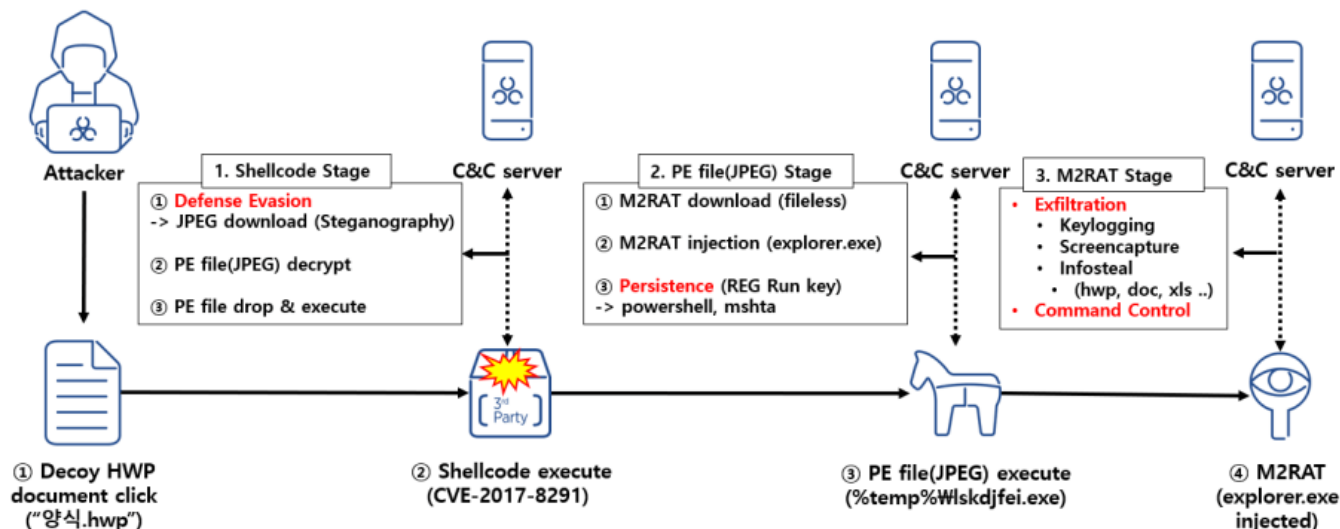 Attacker
C&C server
C&C server
C&C server
1. Shellcode Stage
① Defense Evasion
-> JPEG download (Steganography)
② PE file(JPEG) decrypt
③ PE file drop & execute
2. PE file(JPEG) Stage
① M2RAT download (fileless)
② M2RAT injection (explorer.exe)
③ Persistence (REG Run key)
-> powershell, mshta
3. M2RAT Stage
• Exfiltration
• Keylogging
• Screencapture
• Infosteal
• (hwp, doc, xls ..)
• Command Control
3rd
Party
① Decoy HWP
document click
("양식.hwp")
② Shellcode execute
(CVE-2017-8291)
③ PE file(JPEG) execute
(%temp%₩lskdjfei.exe)
④ M2RAT
(explorer.exe
injected)